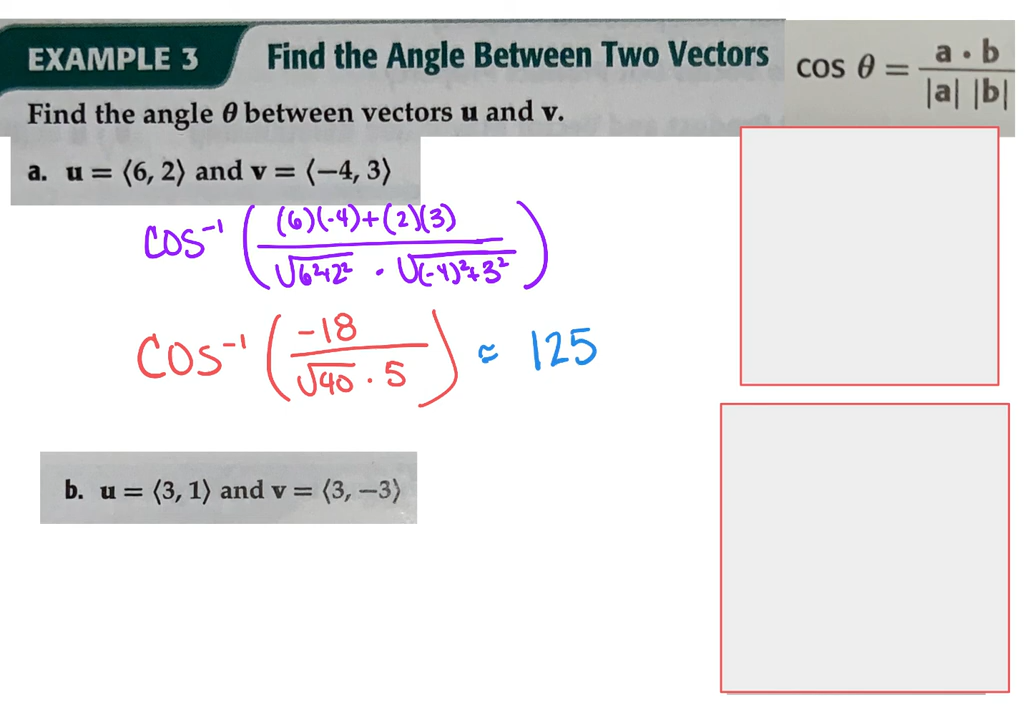 EXAMPLE 3 Find the Angle Between Two Vectors
cos θ = a · b / |a| |b|
Find the angle θ between vectors u and v.
a. u = ⟨6, 2⟩ and v = ⟨−4, 3⟩
cos⁻¹ ( (6)(-4)+(2)(3) / √6²+2² · √(-4)²+3² )
cos⁻¹ ( -18 / √40 · 5 ) ≈ 125
b. u = ⟨3, 1⟩ and v = ⟨3, −3⟩